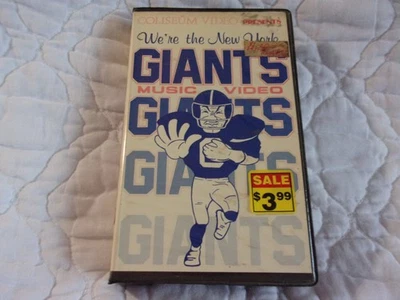 COLISEUM VIDEO
PRESENTS
We're the New York
GIANTS
MUSIC VIDEO
GIANTS
GIANTS
SALE
$3.99
GIANTS